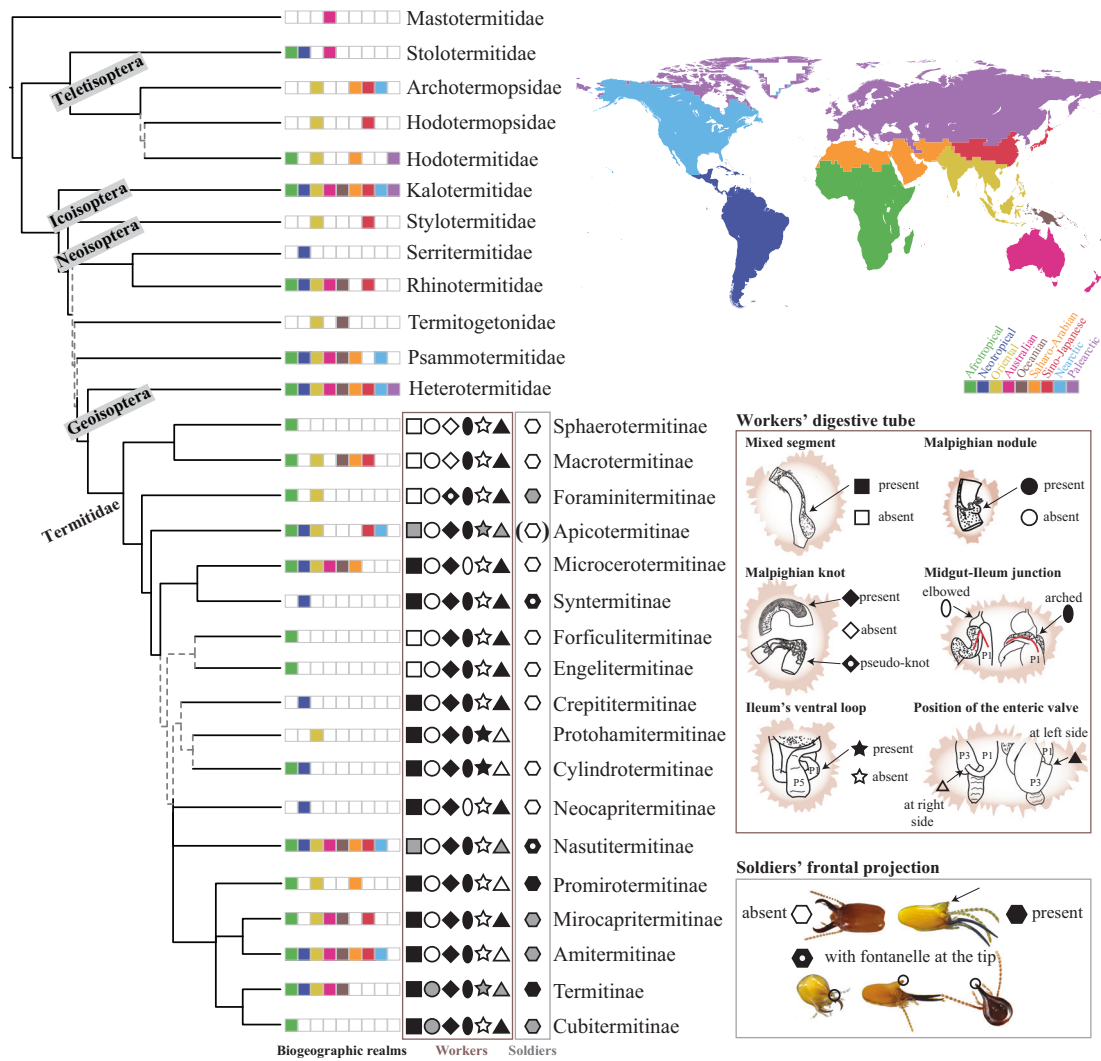 Mastotermitidae
Stolotermitidae
Teletisoptera
Archotermopsidae
Hodotermopsidae
Hodotermitidae
Icoisoptera
Kalotermitidae
Neoisoptera
Stylotermitidae
Serritermitidae
Rhinotermitidae
Termitogetonidae
Psammotermitidae
Geoisoptera
Heterotermitidae
Termitidae
Sphaerotermitinae
Macrotermitinae
Foraminitermitinae
Apicotermitinae
Microcerotermitinae
Syntermitinae
Forficulitermitinae
Engelitermitinae
Crepititermitinae
Protohamitermitinae
Cylindrotermitinae
Neocapritermitinae
Nasutitermitinae
Promirotermitinae
Mirocapritermitinae
Amitermitinae
Termitinae
Cubitermitinae
Biogeographic realms
Workers
Soldiers
Afrotropical
Neotropical
Oriental
Australian
Oceanian
Saharo-Arabian
Sino-Japanese
Nearctic
Palearctic
Workers' digestive tube
Mixed segment
present
absent
Malpighian nodule
present
absent
Malpighian knot
present
absent
pseudo-knot
Midgut-Ileum junction
elbowed
arched
P1
P1
Ileum's ventral loop
present
absent
P1
P5
Position of the enteric valve
at left side
P3 P1
P1
P3
at right
side
Soldiers' frontal projection
absent
present
with fontanelle at the tip